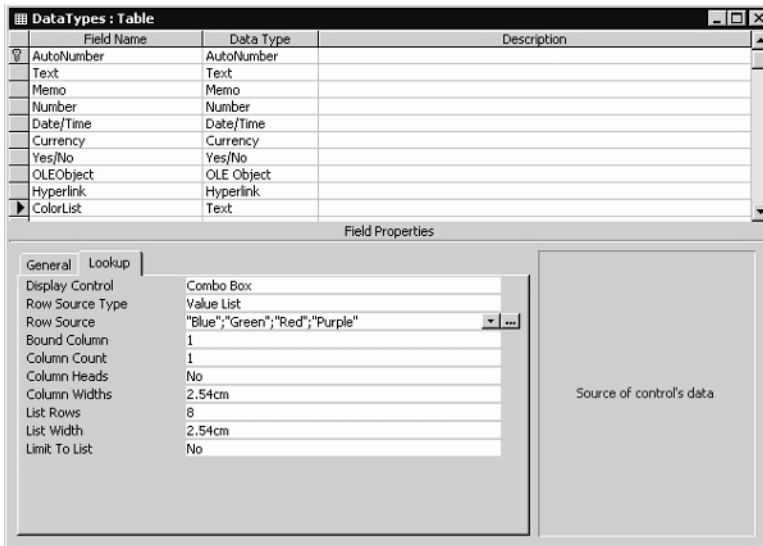 DataTypes : Table
Field Name Data Type Description
AutoNumber AutoNumber
Text Text
Memo Memo
Number Number
Date/Time Date/Time
Currency Currency
Yes/No Yes/No
OLEObject OLE Object
Hyperlink Hyperlink
ColorList Text
Field Properties
General Lookup
Display Control Combo Box
Row Source Type Value List
Row Source "Blue";"Green";"Red";"Purple" ...
Bound Column 1
Column Count 1
Column Heads No
Column Widths 2.54cm
List Rows 8
List Width 2.54cm
Limit To List No
Source of control's data